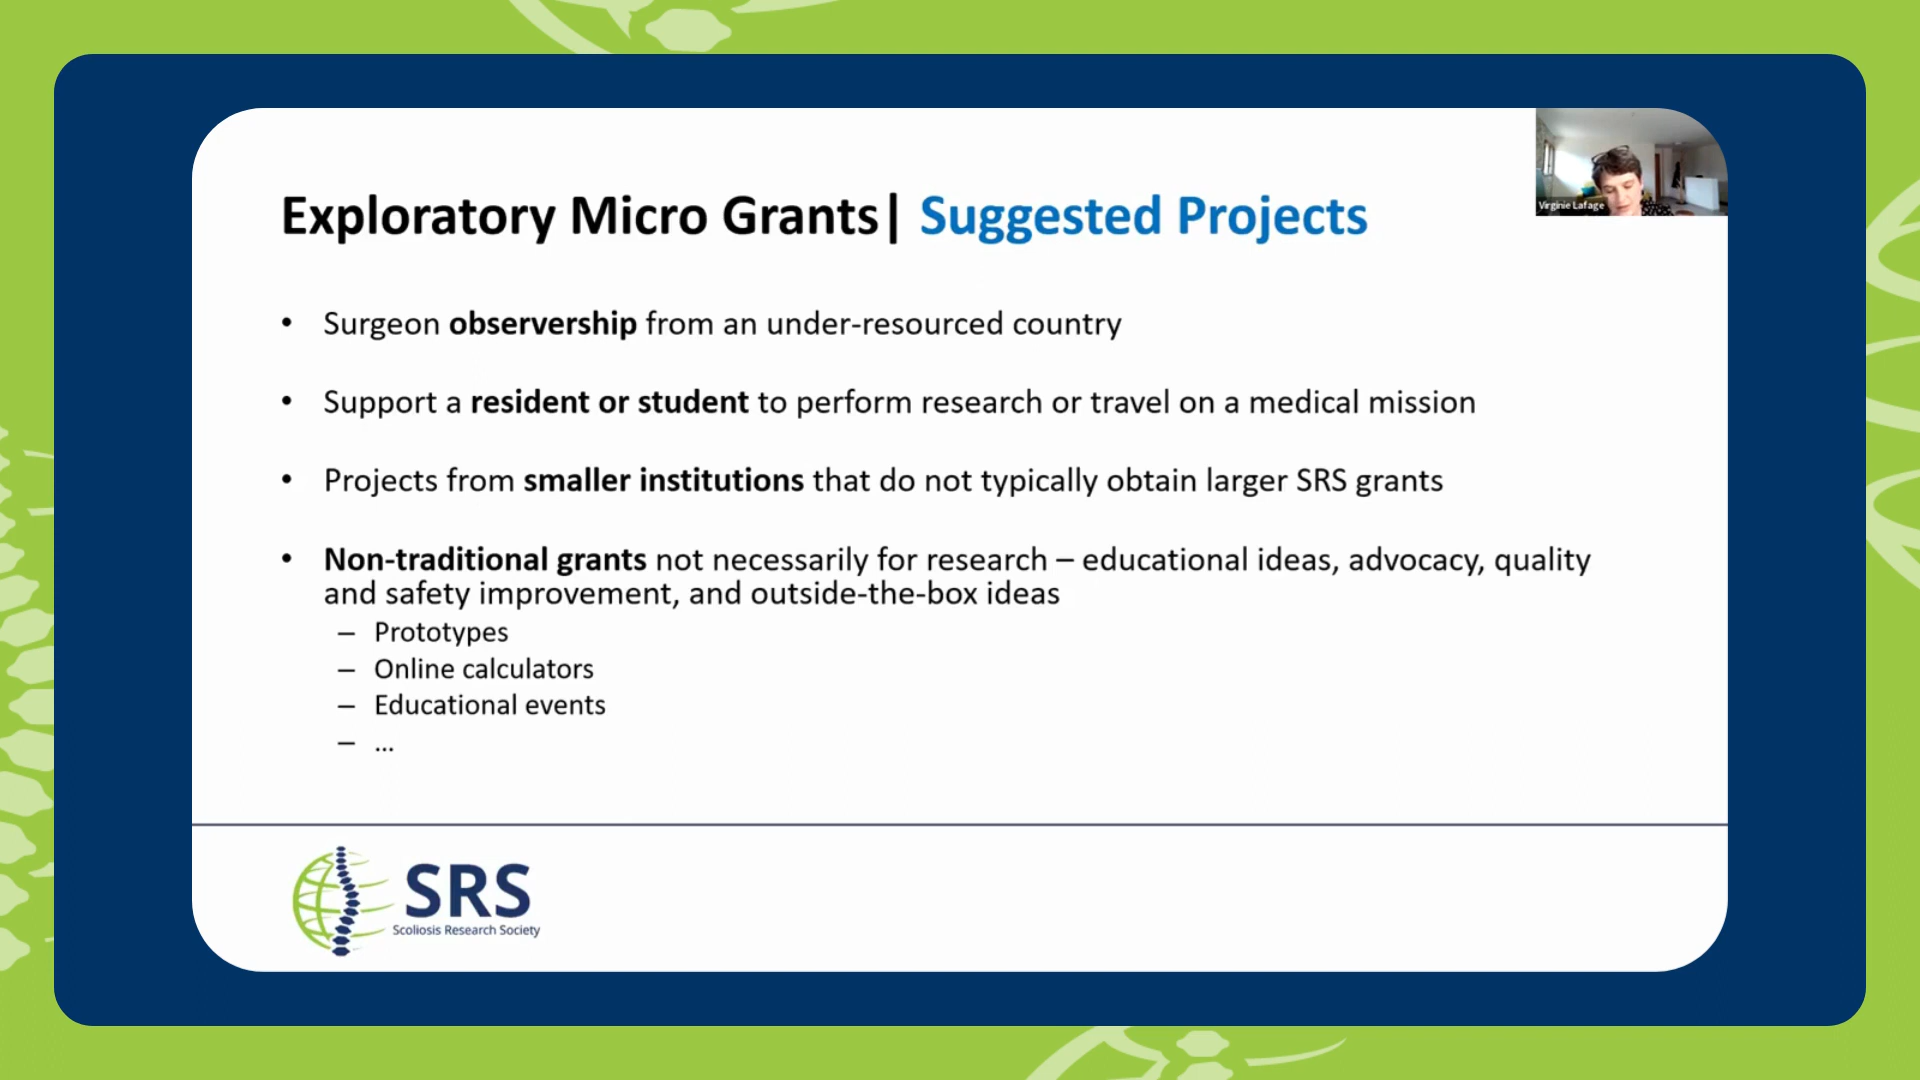 Virginie Lafage
Exploratory Micro Grants| Suggested Projects
• Surgeon observership from an under-resourced country
• Support a resident or student to perform research or travel on a medical mission
• Projects from smaller institutions that do not typically obtain larger SRS grants
• Non-traditional grants not necessarily for research – educational ideas, advocacy, quality
and safety improvement, and outside-the-box ideas
– Prototypes
– Online calculators
– Educational events
– ...
SRS
Scoliosis Research Society